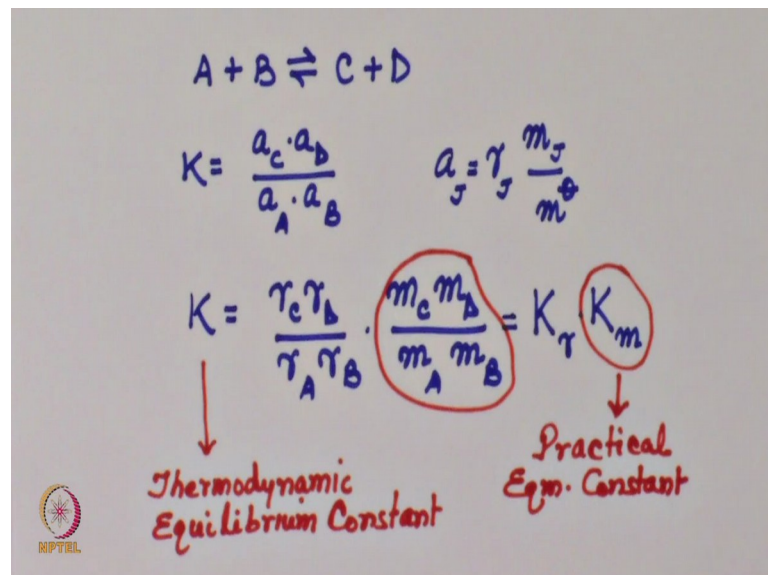 A + B ⇌ C + D
K = a_C · a_D / a_A · a_B    a_J = γ_J m_J / m^⊖
K = γ_C γ_D / γ_A γ_B · m_C m_D / m_A m_B = K_γ · K_m
Thermodynamic
Equilibrium Constant
Practical
Eqm. Constant
NPTEL